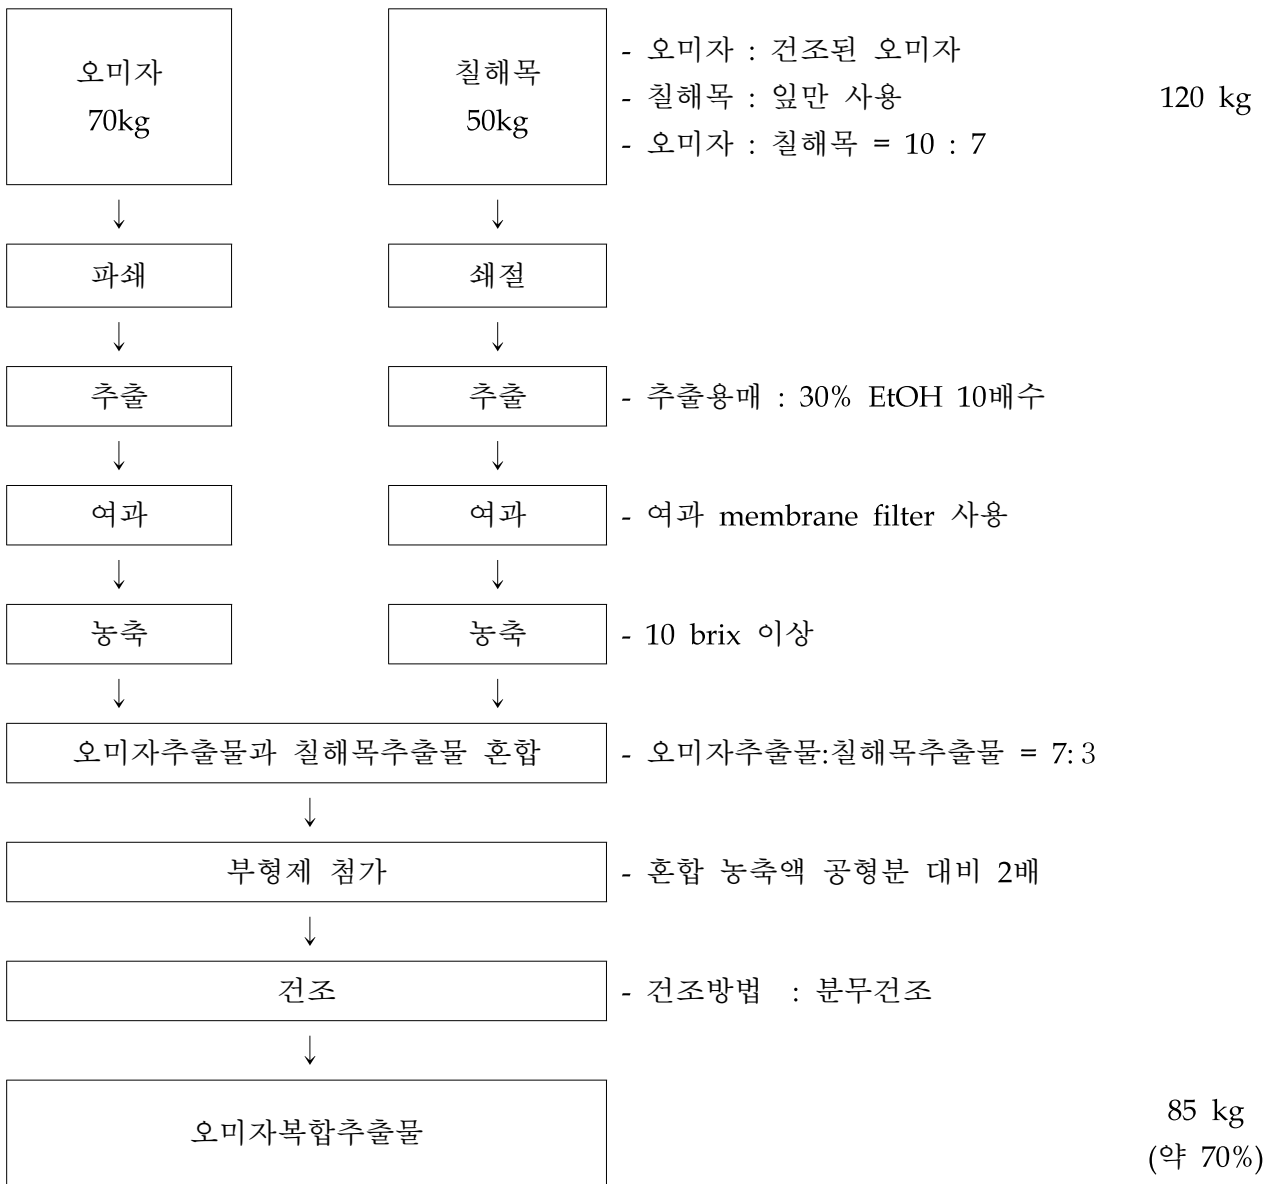 오미자
70kg
칠해목
50kg
- 오미자 : 건조된 오미자
- 칠해목 : 잎만 사용
- 오미자 : 칠해목 = 10 : 7
120 kg
↓ ↓
파쇄 쇄절
↓ ↓
추출 추출 - 추출용매 : 30% EtOH 10배수
↓ ↓
여과 여과 - 여과 membrane filter 사용
↓ ↓
농축 농축 - 10 brix 이상
↓ ↓
오미자추출물과 칠해목추출물 혼합 - 오미자추출물:칠해목추출물 = 7:3
↓
부형제 첨가 - 혼합 농축액 공형분 대비 2배
↓
건조 - 건조방법 : 분무건조
↓
오미자복합추출물
85 kg
(약 70%)